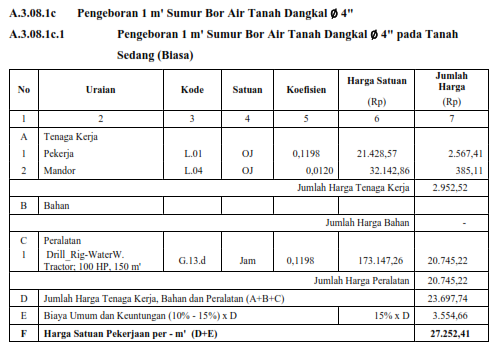 A.3.08.1c Pengeboran 1 m' Sumur Bor Air Tanah Dangkal Ø 4"
A.3.08.1c.1 Pengeboran 1 m' Sumur Bor Air Tanah Dangkal Ø 4" pada Tanah
Sedang (Biasa)
No Uraian Kode Satuan Koefisien Harga Satuan (Rp) Jumlah Harga (Rp)
1 2 3 4 5 6 7
A Tenaga Kerja
1 Pekerja L.01 OJ 0,1198 21.428,57 2.567,41
2 Mandor L.04 OJ 0,0120 32.142,86 385,11
Jumlah Harga Tenaga Kerja 2.952,52
B Bahan
Jumlah Harga Bahan -
C Peralatan
1 Drill_Rig-WaterW.
Tractor; 100 HP, 150 m' G.13.d Jam 0,1198 173.147,26 20.745,22
Jumlah Harga Peralatan 20.745,22
D Jumlah Harga Tenaga Kerja, Bahan dan Peralatan (A+B+C) 23.697,74
E Biaya Umum dan Keuntungan (10% - 15%) x D 15% x D 3.554,66
F Harga Satuan Pekerjaan per - m' (D+E) 27.252,41